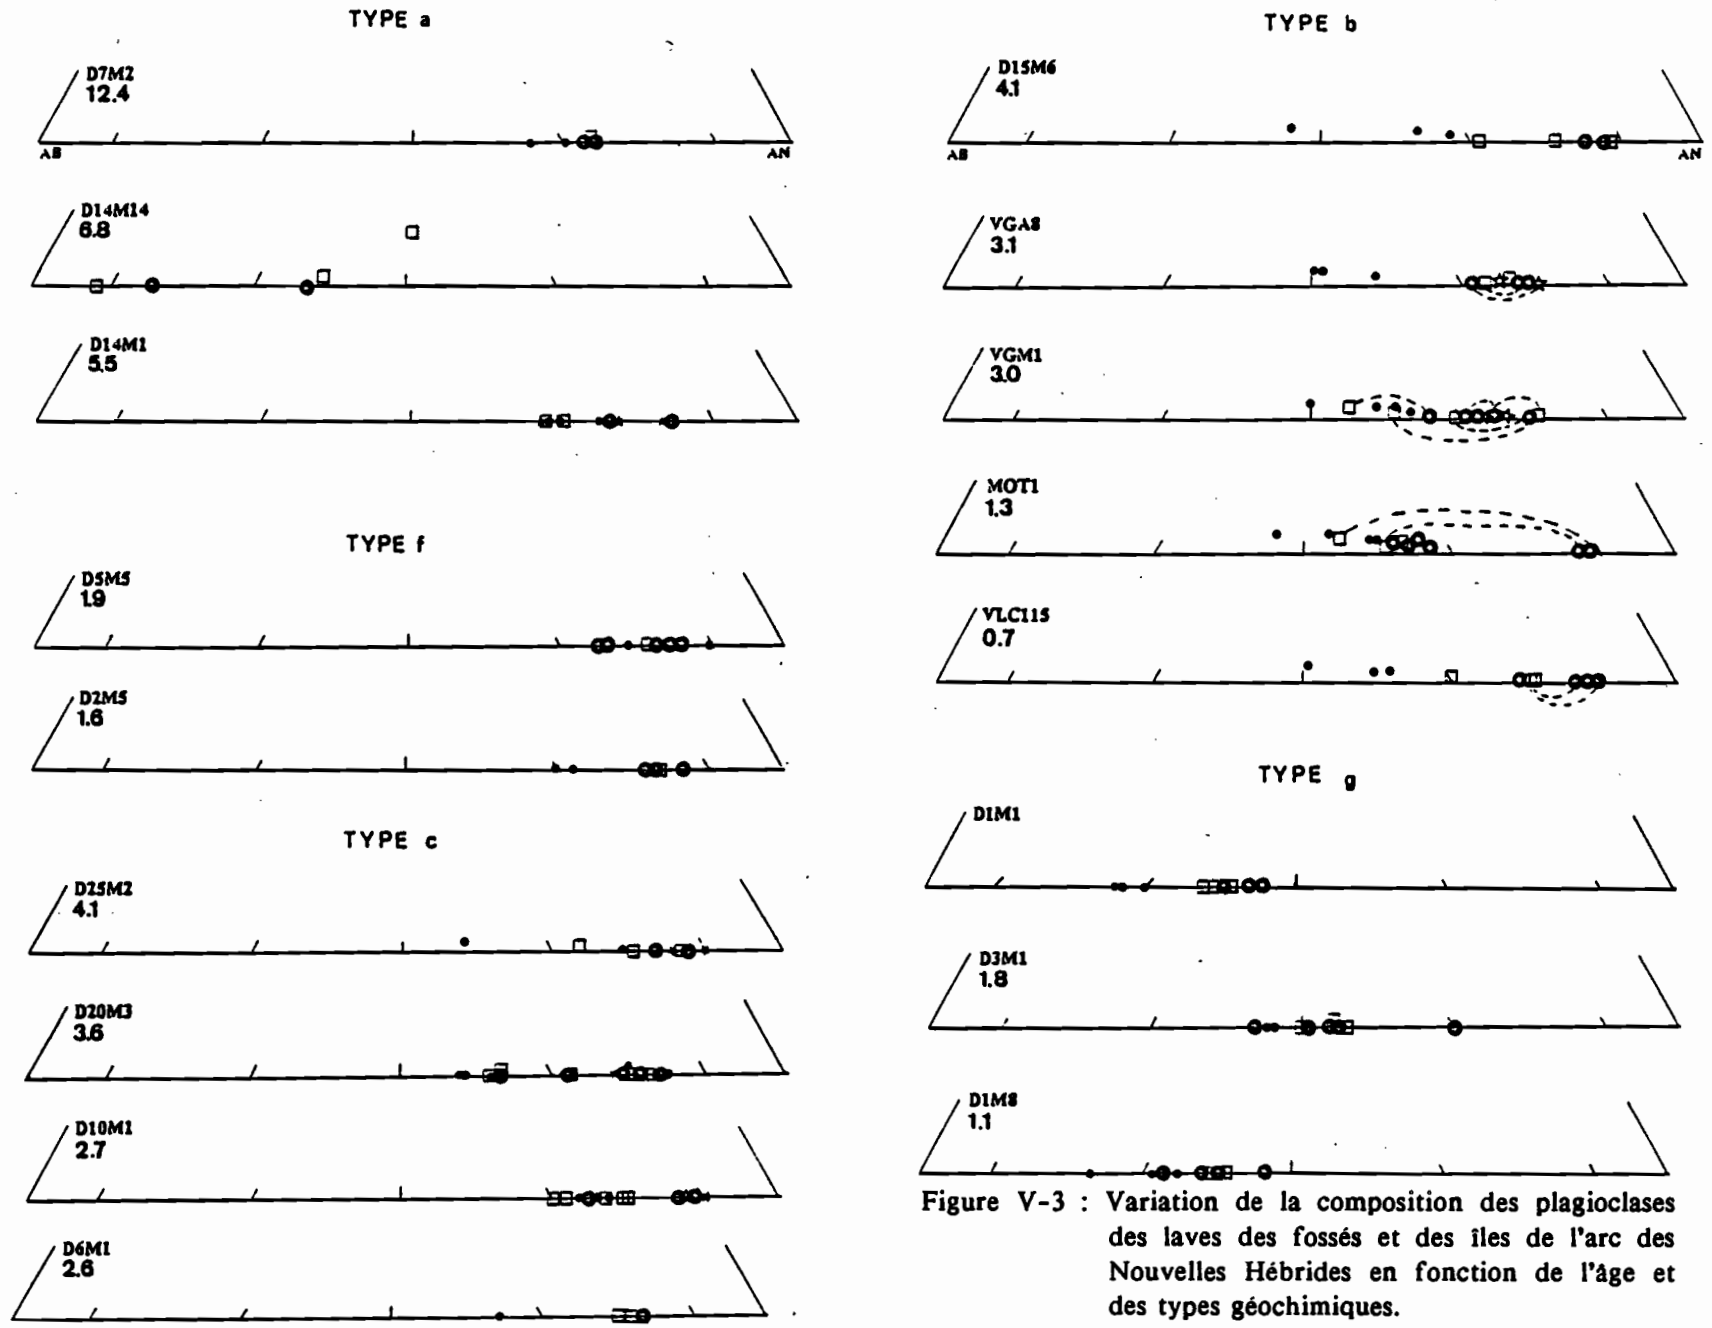 TYPE a
D7M2
12.4
AB
AN
D14M14
6.8
D14M1
5.5
TYPE f
D5M5
1.9
D2M5
1.6
TYPE c
D25M2
4.1
D20M3
3.6
D10M1
2.7
D6M1
2.6
TYPE b
D15M6
4.1
AB
AN
VGA8
3.1
VGM1
3.0
MOT1
1.3
VLC115
0.7
TYPE g
D1M1
D3M1
1.8
D1M8
1.1
Figure V-3 : Variation de la composition des plagioclases
des laves des fossés et des îles de l'arc des
Nouvelles Hébrides en fonction de l'âge et
des types géochimiques.